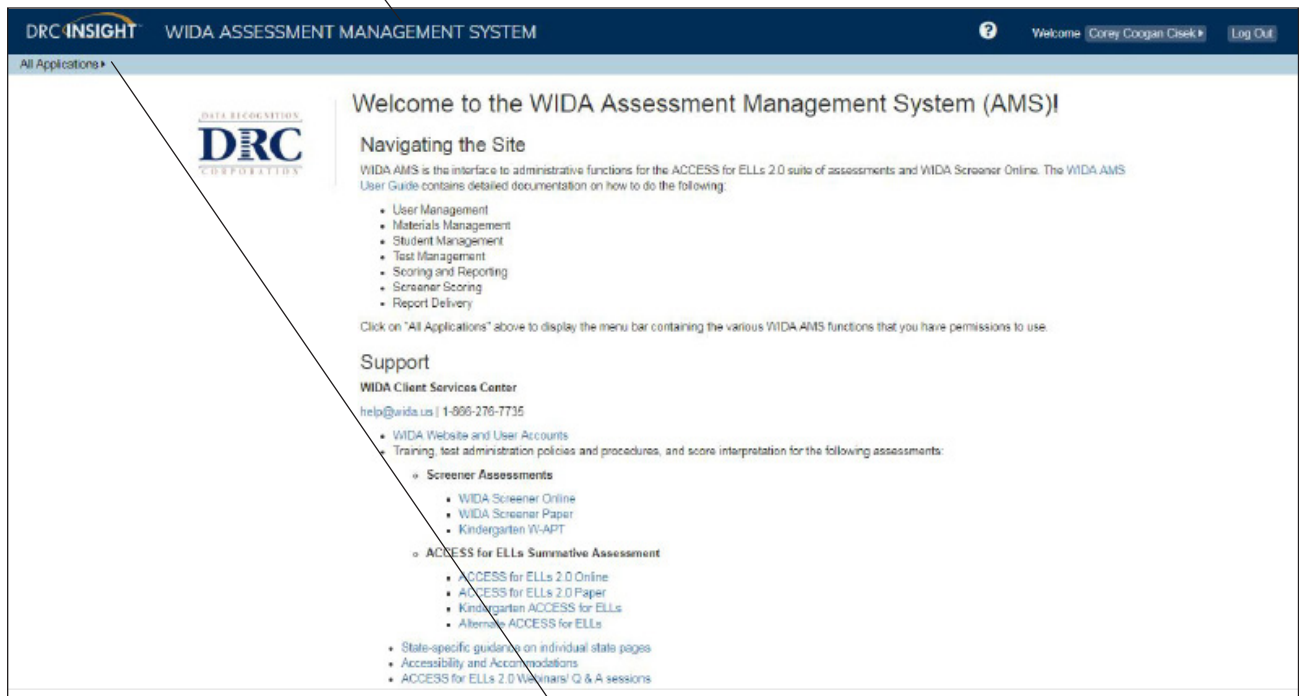 DRC INSIGHT WIDA ASSESSMENT MANAGEMENT SYSTEM Welcome Corey Coogan Cisek Log Out
All Applications
DATA RECOGNITION
DRC
CORPORATION
Welcome to the WIDA Assessment Management System (AMS)!
Navigating the Site
WIDA AMS is the interface to administrative functions for the ACCESS for ELLs 2.0 suite of assessments and WIDA Screener Online. The WIDA AMS
User Guide contains detailed documentation on how to do the following:
• User Management
• Materials Management
• Student Management
• Test Management
• Scoring and Reporting
• Screener Scoring
• Report Delivery
Click on "All Applications" above to display the menu bar containing the various WIDA AMS functions that you have permissions to use.
Support
WIDA Client Services Center
help@wida.us | 1-866-276-7735
• WIDA Website and User Accounts
• Training, test administration policies and procedures, and score interpretation for the following assessments:
○ Screener Assessments
▪ WIDA Screener Online
▪ WIDA Screener Paper
▪ Kindergarten W-APT
○ ACCESS for ELLs Summative Assessment
▪ ACCESS for ELLs 2.0 Online
▪ ACCESS for ELLs 2.0 Paper
▪ Kindergarten ACCESS for ELLs
▪ Alternate ACCESS for ELLs
• State-specific guidance on individual state pages
• Accessibility and Accommodations
• ACCESS for ELLs 2.0 Webinars/ Q & A sessions